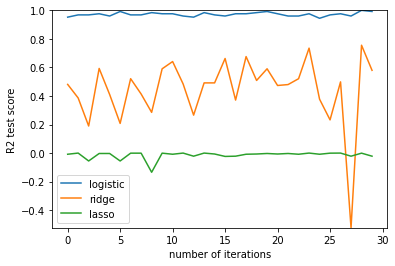 1.0
0.8
0.6
0.4
0.2
0.0
−0.2
−0.4
R2 test score
logistic
ridge
lasso
0 5 10 15 20 25 30
number of iterations